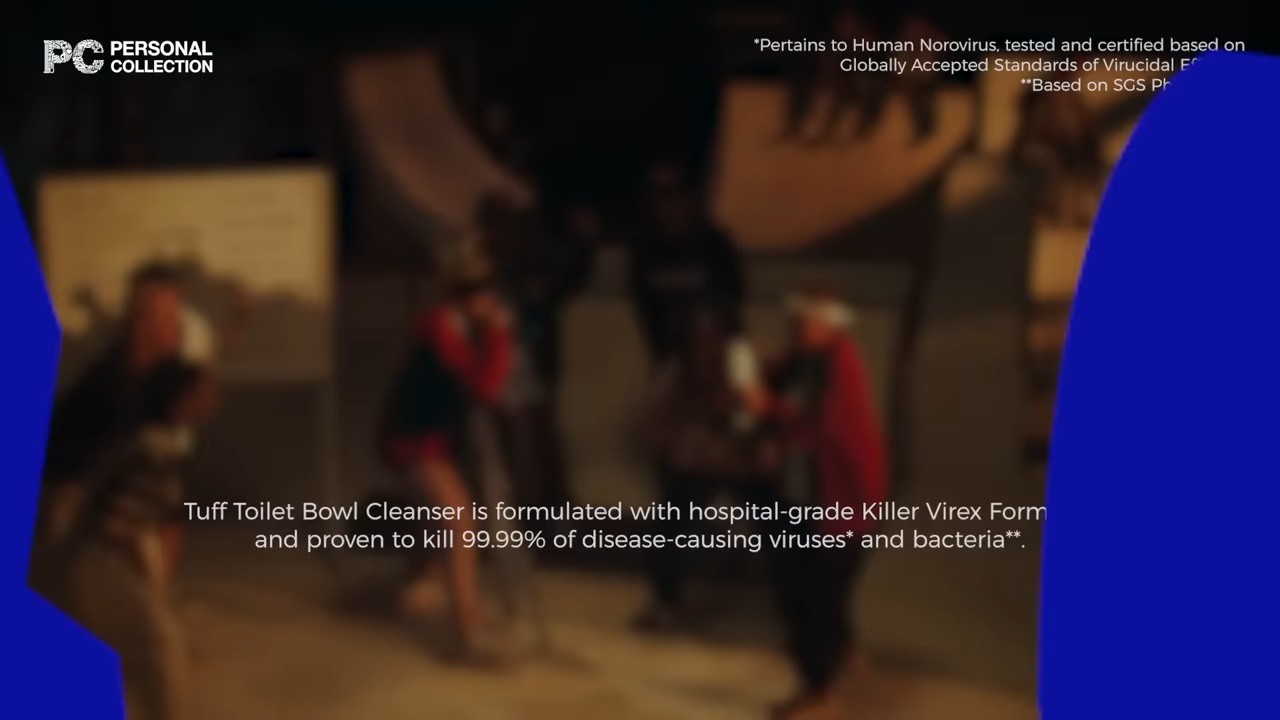 PC PERSONAL
COLLECTION
*Pertains to Human Norovirus, tested and certified based on
Globally Accepted Standards of Virucidal
**Based on SGS
Tuff Toilet Bowl Cleanser is formulated with hospital-grade Killer Virex
and proven to kill 99.99% of disease-causing viruses* and bacteria**.